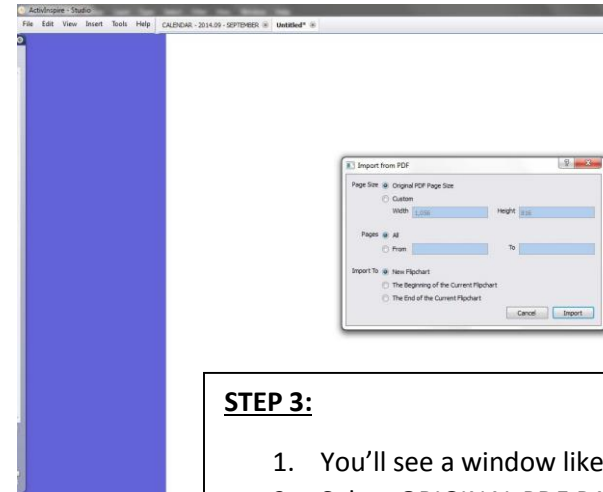 ActivInspire - Studio
File Edit View Insert Tools Help CALENDAR - 2014.09 - SEPTEMBER Untitled*
Import from PDF
Page Size Original PDF Page Size
Custom
Width Height
Pages All
From To
Import To New Flipchart
The Beginning of the Current Flipchart
The End of the Current Flipchart
Cancel Import
STEP 3:
1. You'll see a window like